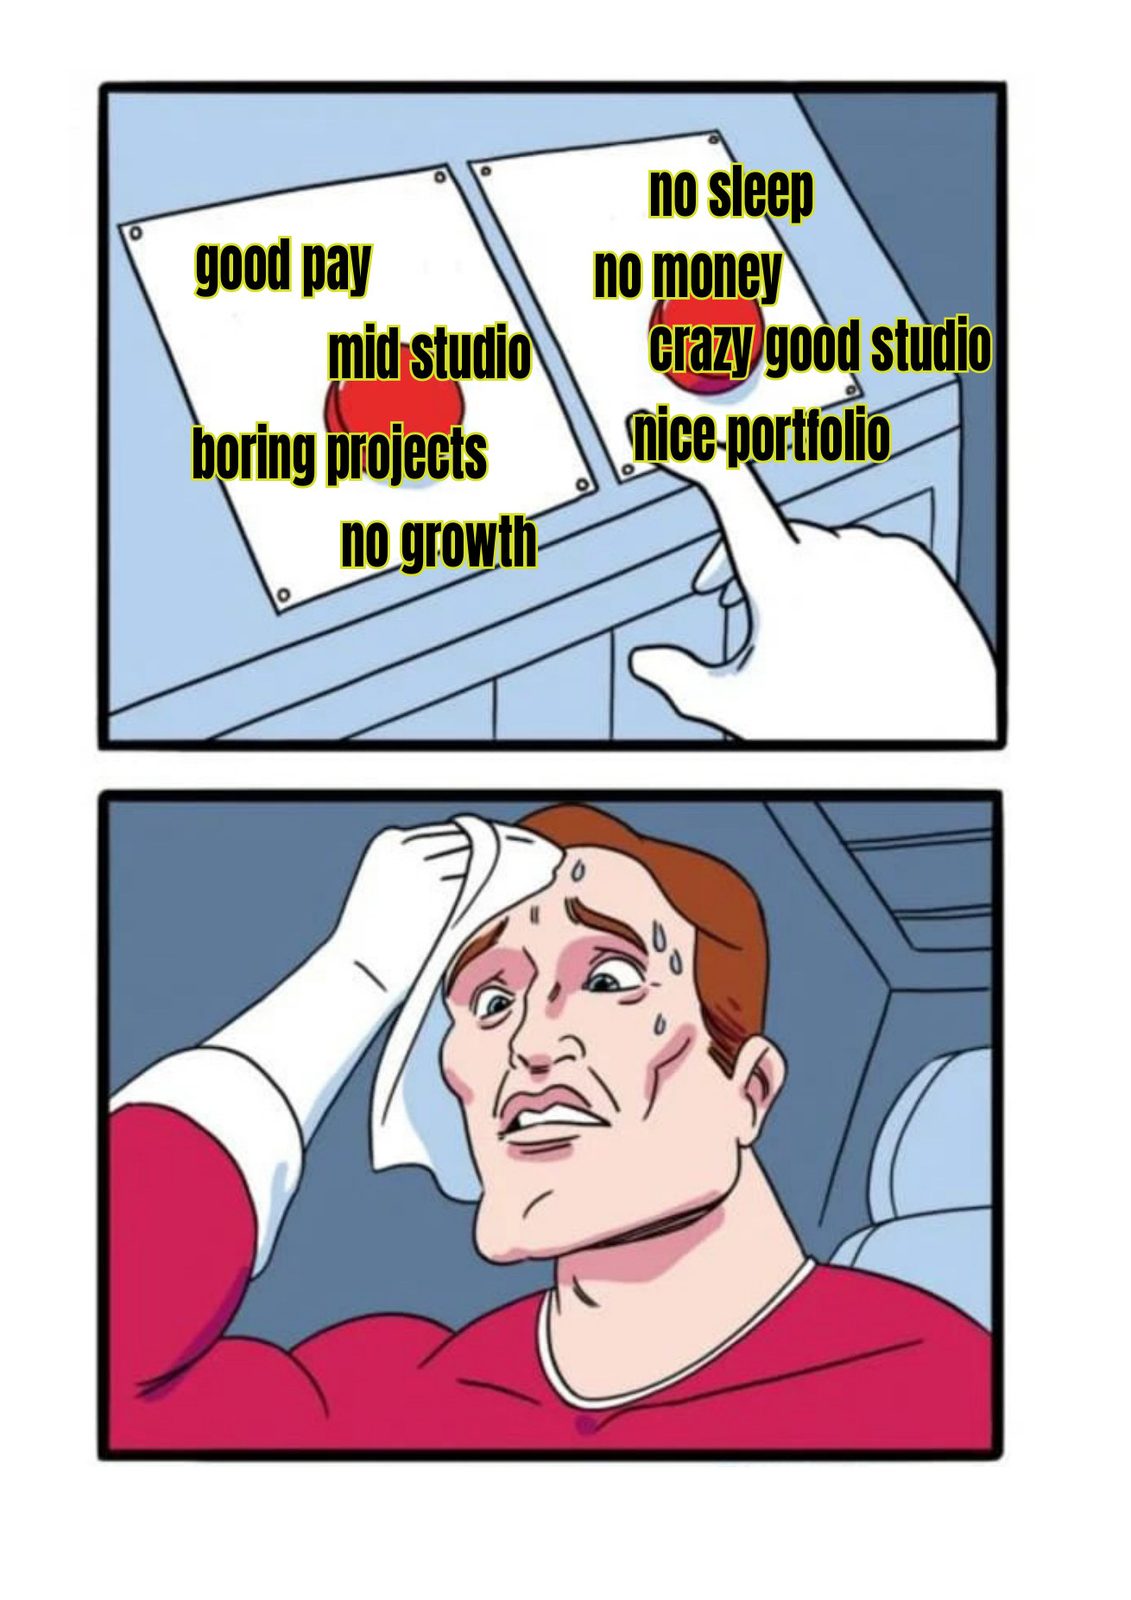 good pay
mid studio
boring projects
no growth
no sleep
no money
crazy good studio
nice portfolio